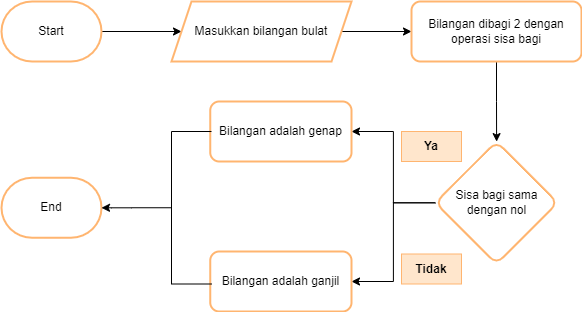 Start
Masukkan bilangan bulat
Bilangan dibagi 2 dengan
operasi sisa bagi
Bilangan adalah genap
Ya
End
Sisa bagi sama
dengan nol
Bilangan adalah ganjil
Tidak